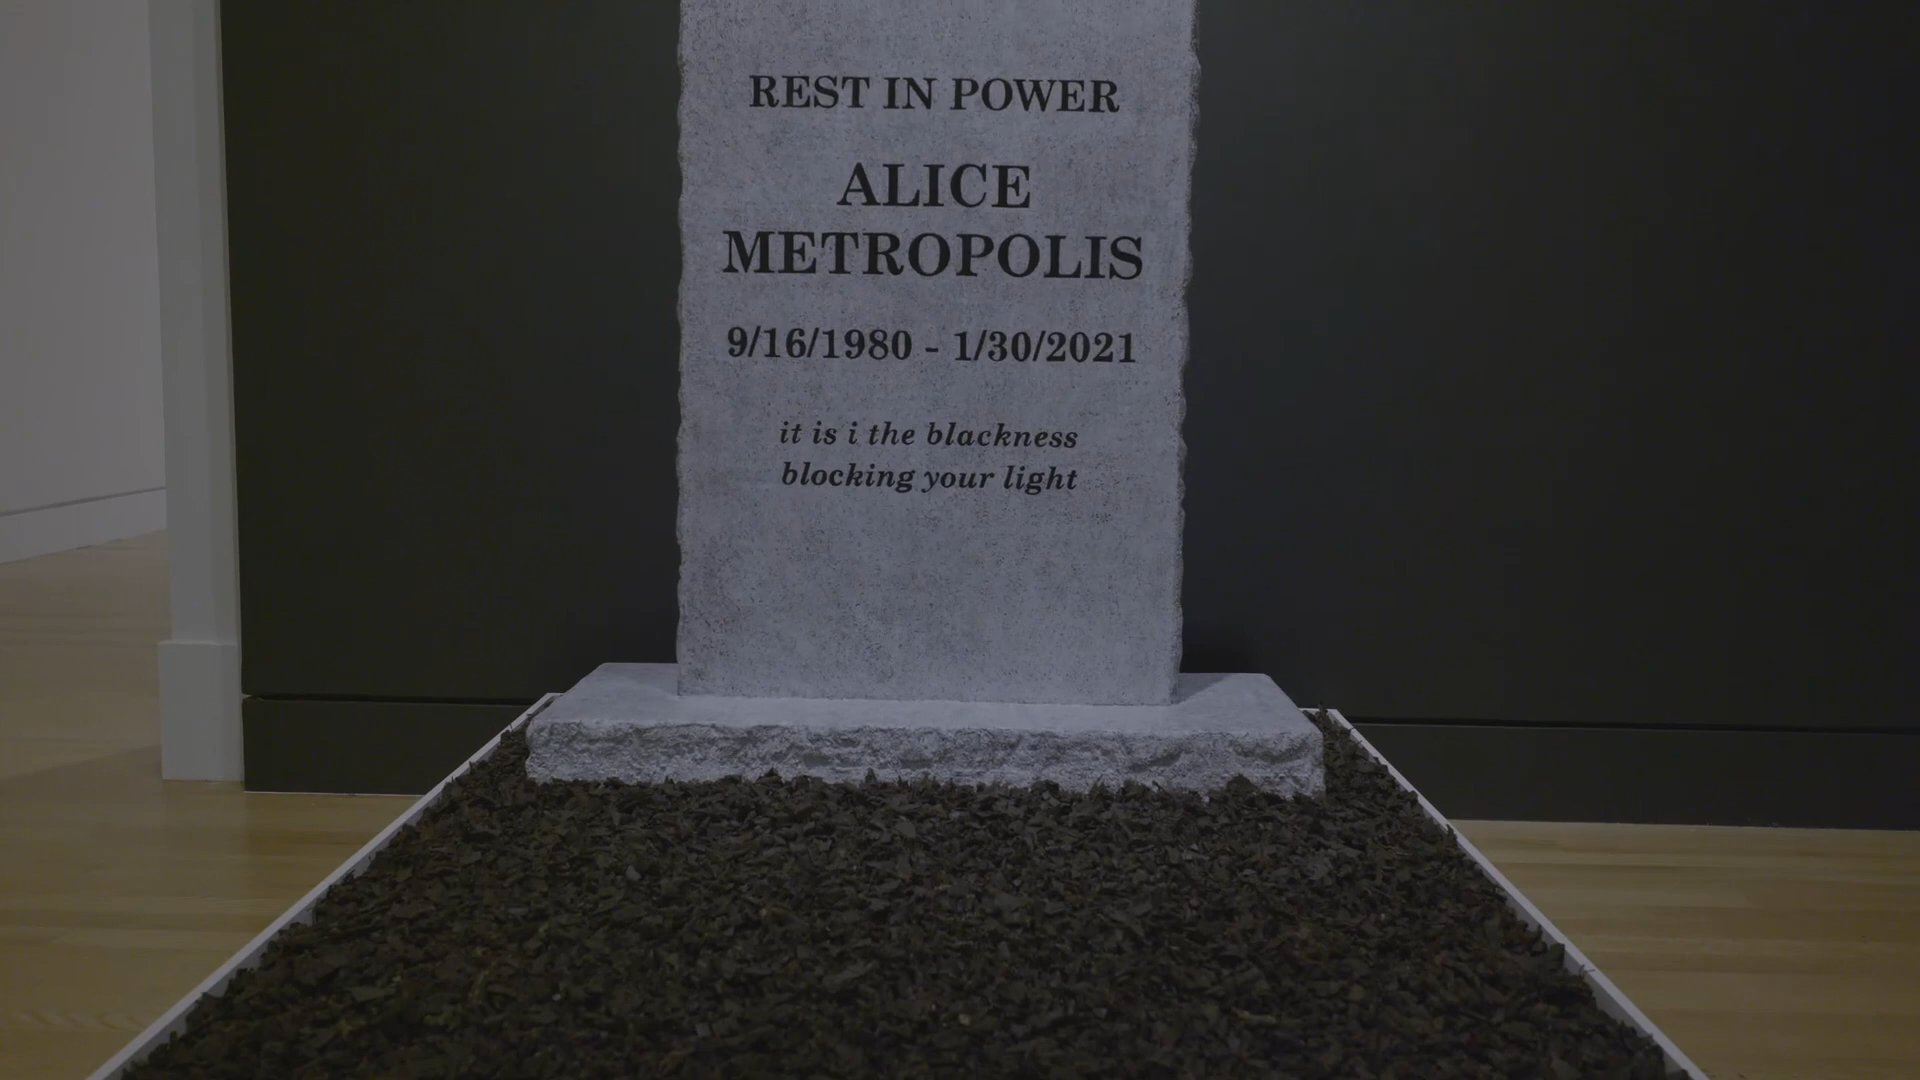 REST IN POWER
ALICE
METROPOLIS
9/16/1980 - 1/30/2021
it is i the blackness
blocking your light